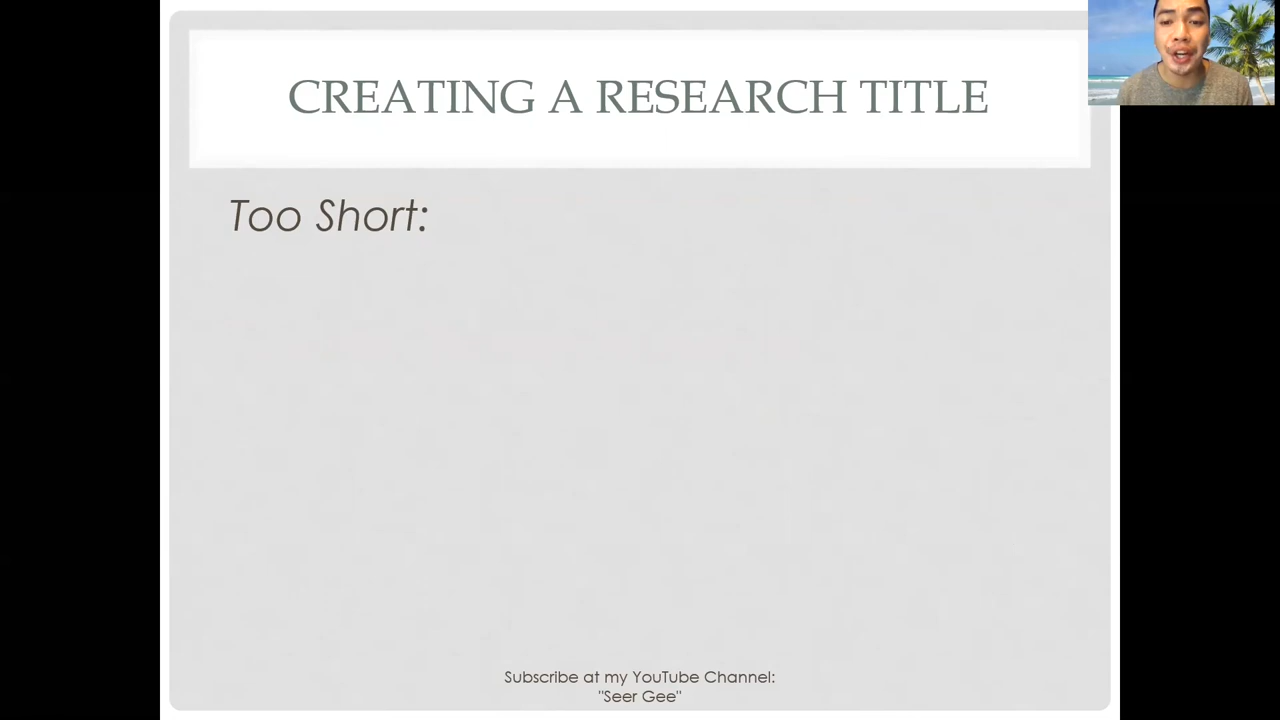 CREATING A RESEARCH TITLE
Too Short:
Subscribe at my YouTube Channel:
"Seer Gee"